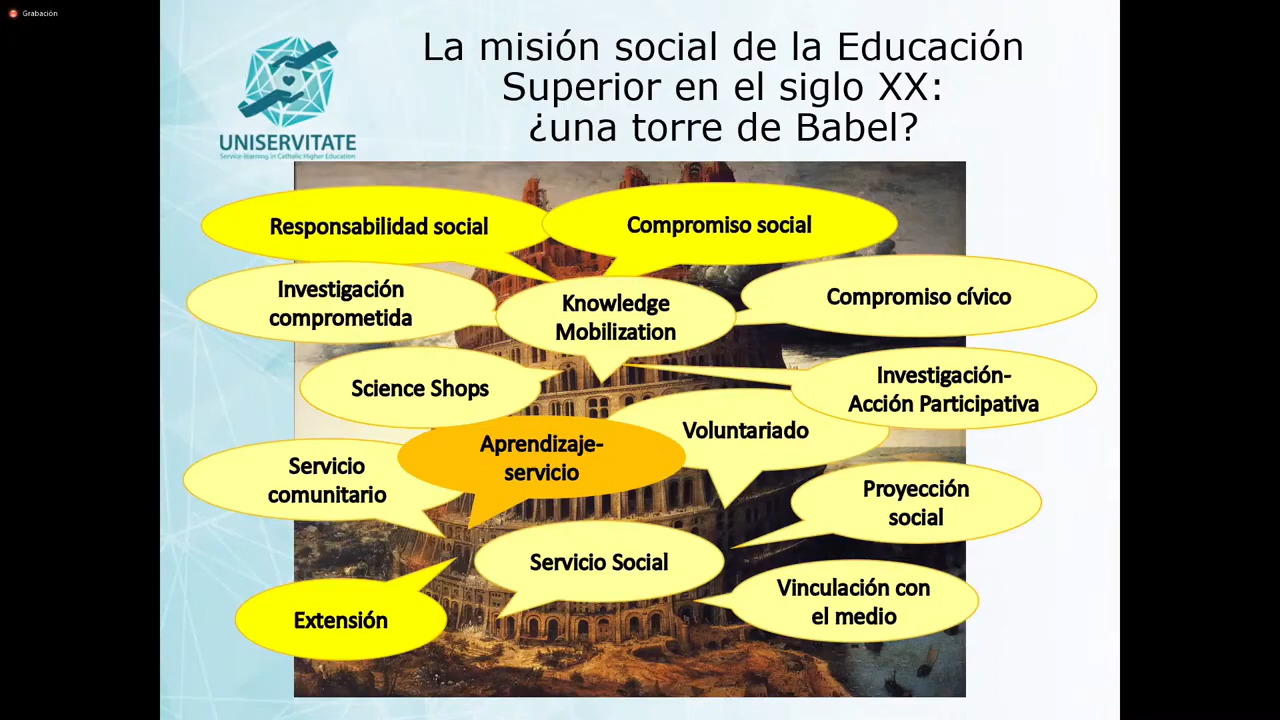 Grabación
La misión social de la Educación
Superior en el siglo XX:
¿una torre de Babel?
UNISERVITATE
Service-learning in Catholic Higher Education
Responsabilidad social
Compromiso social
Investigación
comprometida
Knowledge
Mobilization
Compromiso cívico
Science Shops
Investigación-
Acción Participativa
Aprendizaje-
servicio
Voluntariado
Servicio
comunitario
Proyección
social
Servicio Social
Extensión
Vinculación con
el medio